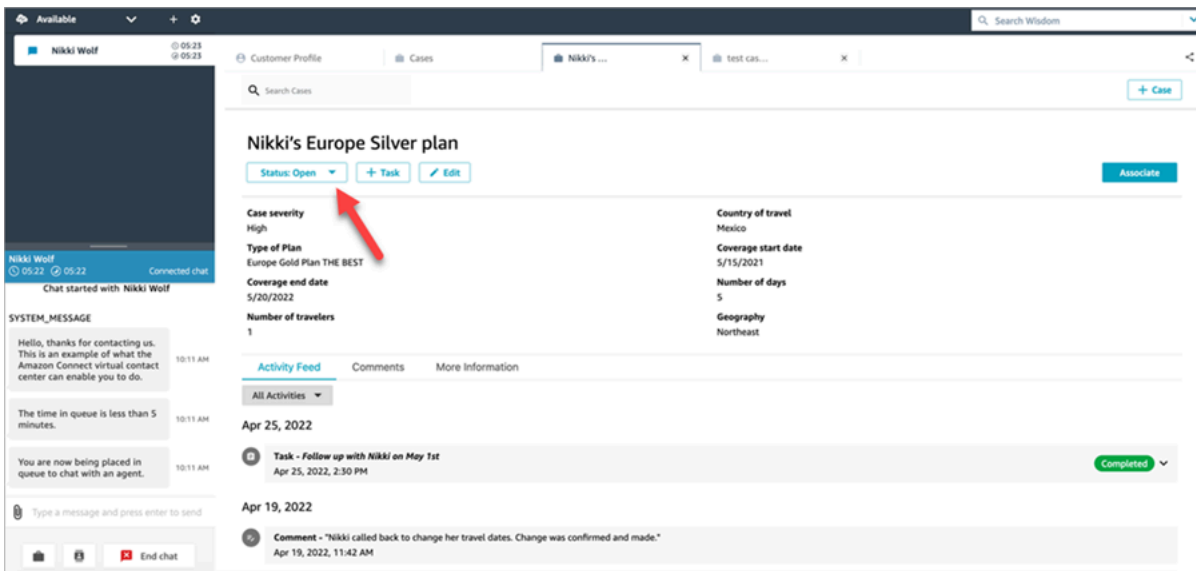 Available
Search Wisdom
Nikki Wolf
05:23
05:23
Customer Profile
Cases
Nikki's ...
test cas...
Search Cases
+ Case
Nikki's Europe Silver plan
Status: Open
+ Task
Edit
Associate
Case severity
High
Country of travel
Mexico
Type of Plan
Europe Gold Plan THE BEST
Coverage start date
5/15/2021
Coverage end date
5/20/2022
Number of days
5
Number of travelers
1
Geography
Northeast
Nikki Wolf
05:22 05:22 Connected chat
Chat started with Nikki Wolf
SYSTEM_MESSAGE
Hello, thanks for contacting us.
This is an example of what the
Amazon Connect virtual contact
center can enable you to do.
10:11 AM
The time in queue is less than 5
minutes.
10:11 AM
You are now being placed in
queue to chat with an agent.
10:11 AM
Type a message and press enter to send
End chat
Activity Feed Comments More Information
All Activities
Apr 25, 2022
Task - Follow up with Nikki on May 1st
Apr 25, 2022, 2:30 PM
Completed
Apr 19, 2022
Comment - "Nikki called back to change her travel dates. Change was confirmed and made."
Apr 19, 2022, 11:42 AM